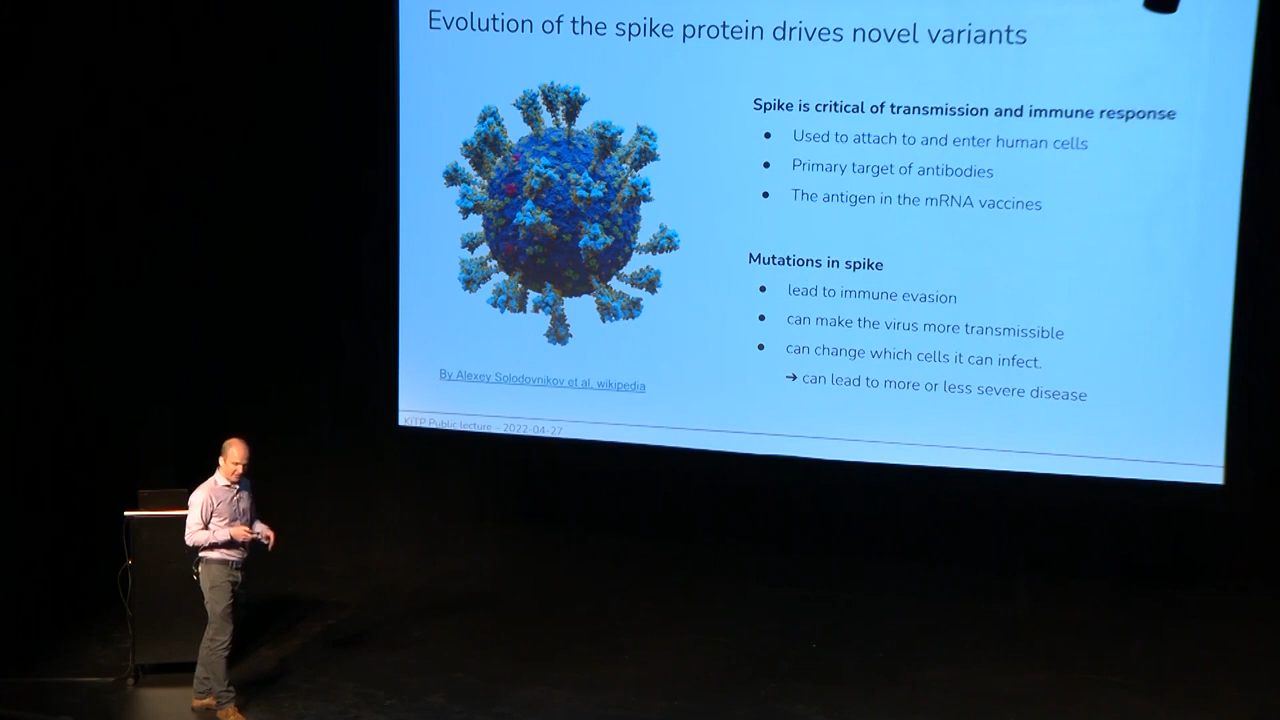 Evolution of the spike protein drives novel variants
Spike is critical of transmission and immune response
● Used to attach to and enter human cells
● Primary target of antibodies
● The antigen in the mRNA vaccines
Mutations in spike
● lead to immune evasion
● can make the virus more transmissible
● can change which cells it can infect.
➔ can lead to more or less severe disease
By Alexey Solodovnikov et al, wikipedia
KITP Public lecture - 2022-04-27